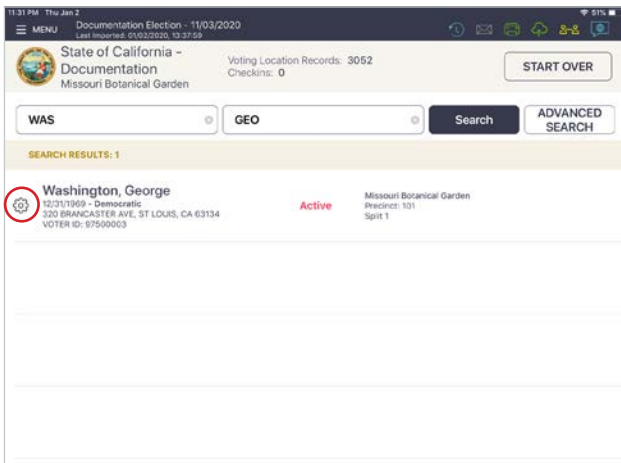 11:31 PM Thu Jan 2
51%
MENU
Documentation Election - 11/03/2020
Last Imported: 01/02/2020, 13:37:59
State of California -
Documentation
Missouri Botanical Garden
Voting Location Records: 3052
Checkins: 0
START OVER
WAS
GEO
Search
ADVANCED
SEARCH
SEARCH RESULTS: 1
Washington, George
12/31/1969 - Democratic
320 BRANCASTER AVE, ST LOUIS, CA 63134
VOTER ID: 97500003
Active
Missouri Botanical Garden
Precinct: 101
Split 1